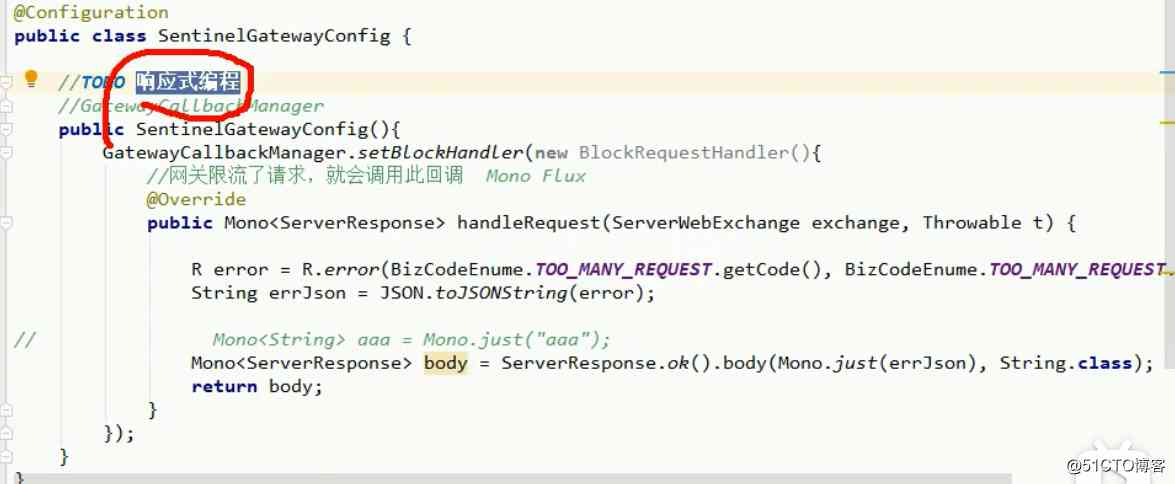 @Configuration
public class SentinelGatewayConfig {
//TODO 响应式编程
//GatewayCallbackManager
public SentinelGatewayConfig(){
GatewayCallbackManager.setBlockHandler(new BlockRequestHandler(){
//网关限流了请求，就会调用此回调  Mono Flux
@Override
public Mono<ServerResponse> handleRequest(ServerWebExchange exchange, Throwable t) {
R error = R.error(BizCodeEnume.TOO_MANY_REQUEST.getCode(), BizCodeEnume.TOO_MANY_REQUEST.
String errJson = JSON.toJSONString(error);
// Mono<String> aaa = Mono.just("aaa");
Mono<ServerResponse> body = ServerResponse.ok().body(Mono.just(errJson), String.class);
return body;
}
});
}
}
@51CTO博客